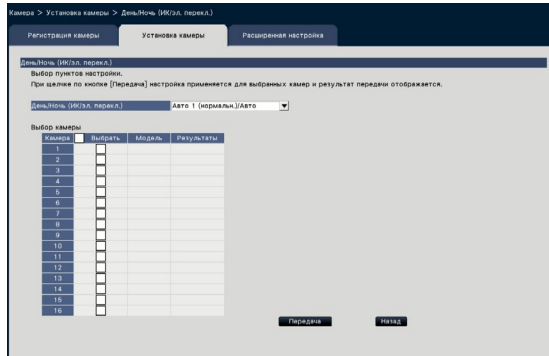 Камера > Установка камеры > День/Ночь (ИК/эл. перекл.)
Регистрация камеры Установка камеры Расширенная настройка
День/Ночь (ИК/эл. перекл.)
Выбор пунктов настройки.
При щелчке по кнопке [Передача] настройка применяется для выбранных камер и результат передачи отображается.
День/Ночь (ИК/эл. перекл.) Авто 1 (нормальн.)/Авто
Выбор камеры
Камера Выбрать Модель Результаты
1
2
3
4
5
6
7
8
9
10
11
12
13
14
15
16
Передача Назад